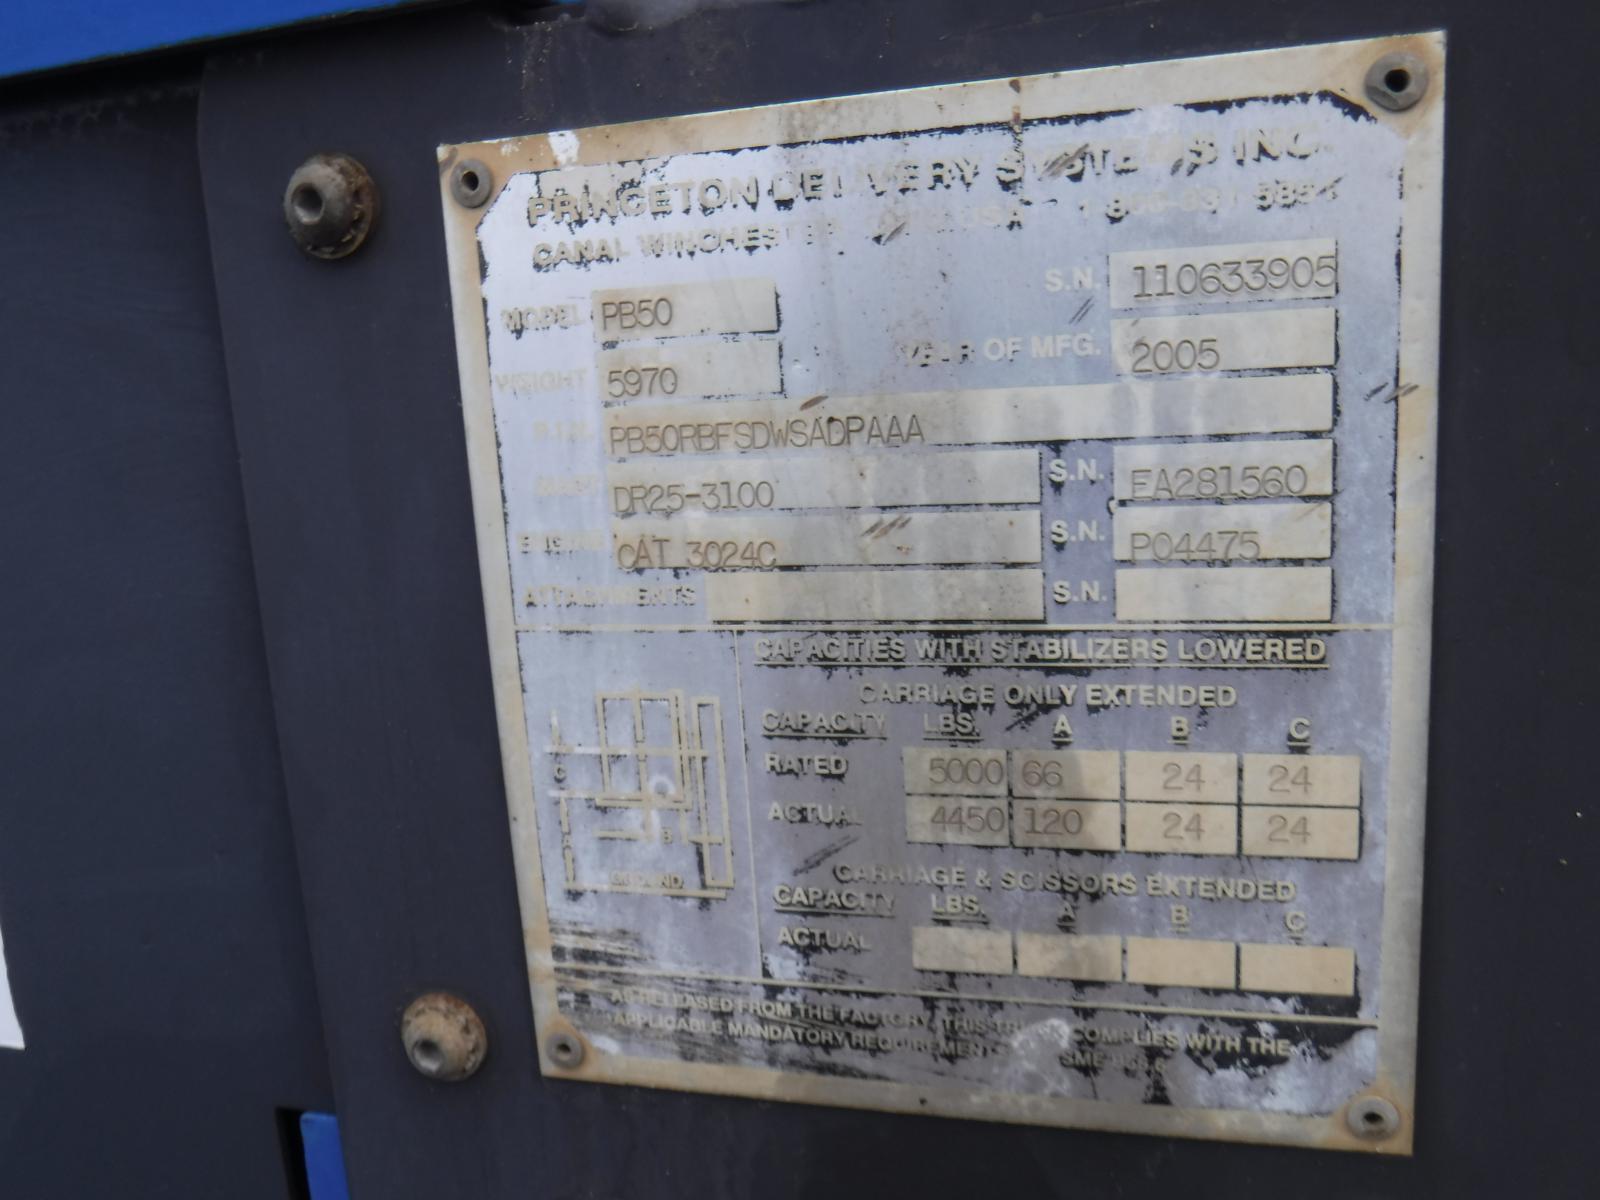 PRINCETON DELIVERY SYSTEMS INC.
CANAL WINCHESTER USA
MODEL PB50 S.N. 110633905
WEIGHT 5970 YEAR OF MFG. 2005
P.I.N. PB50RBFSDWSADPAAA
MAST DR25-3100 S.N. EA281560
ENGINE CAT 3024C S.N. P04475
ATTACHMENTS S.N.
CAPACITIES WITH STABILIZERS LOWERED
CARRIAGE ONLY EXTENDED
CAPACITY LBS. A B C
RATED 5000 66 24 24
ACTUAL 4450 120 24 24
CARRIAGE & SCISSORS EXTENDED
CAPACITY LBS. A B C
ACTUAL
C
B
A
GROUND
AS RELEASED FROM THE FACTORY, THIS TRUCK COMPLIES WITH THE
APPLICABLE MANDATORY REQUIREMENTS